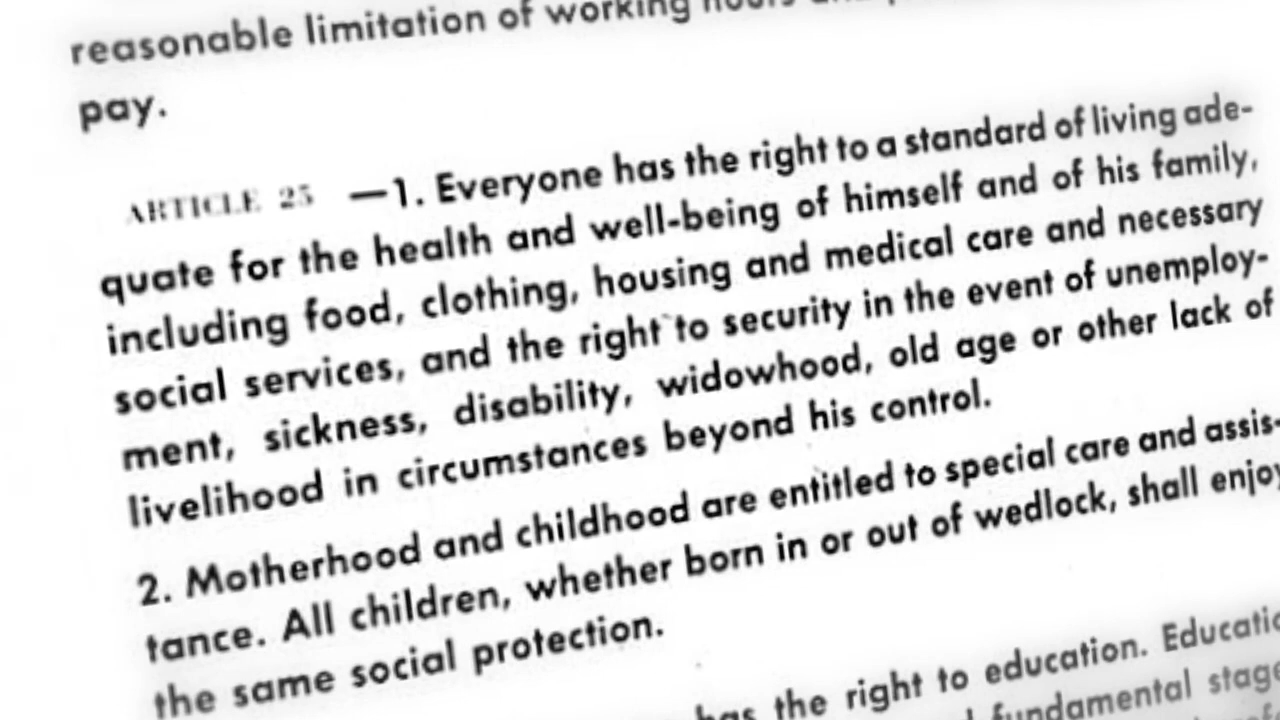 reasonable limitation of working hours and
pay.
ARTICLE 25 —1. Everyone has the right to a standard of living ade-
quate for the health and well-being of himself and of his family,
including food, clothing, housing and medical care and necessary
social services, and the right to security in the event of unemploy-
ment, sickness, disability, widowhood, old age or other lack of
livelihood in circumstances beyond his control.
2. Motherhood and childhood are entitled to special care and assis-
tance. All children, whether born in or out of wedlock, shall enjoy
the same social protection.
has the right to education. Educatio
fundamental stage